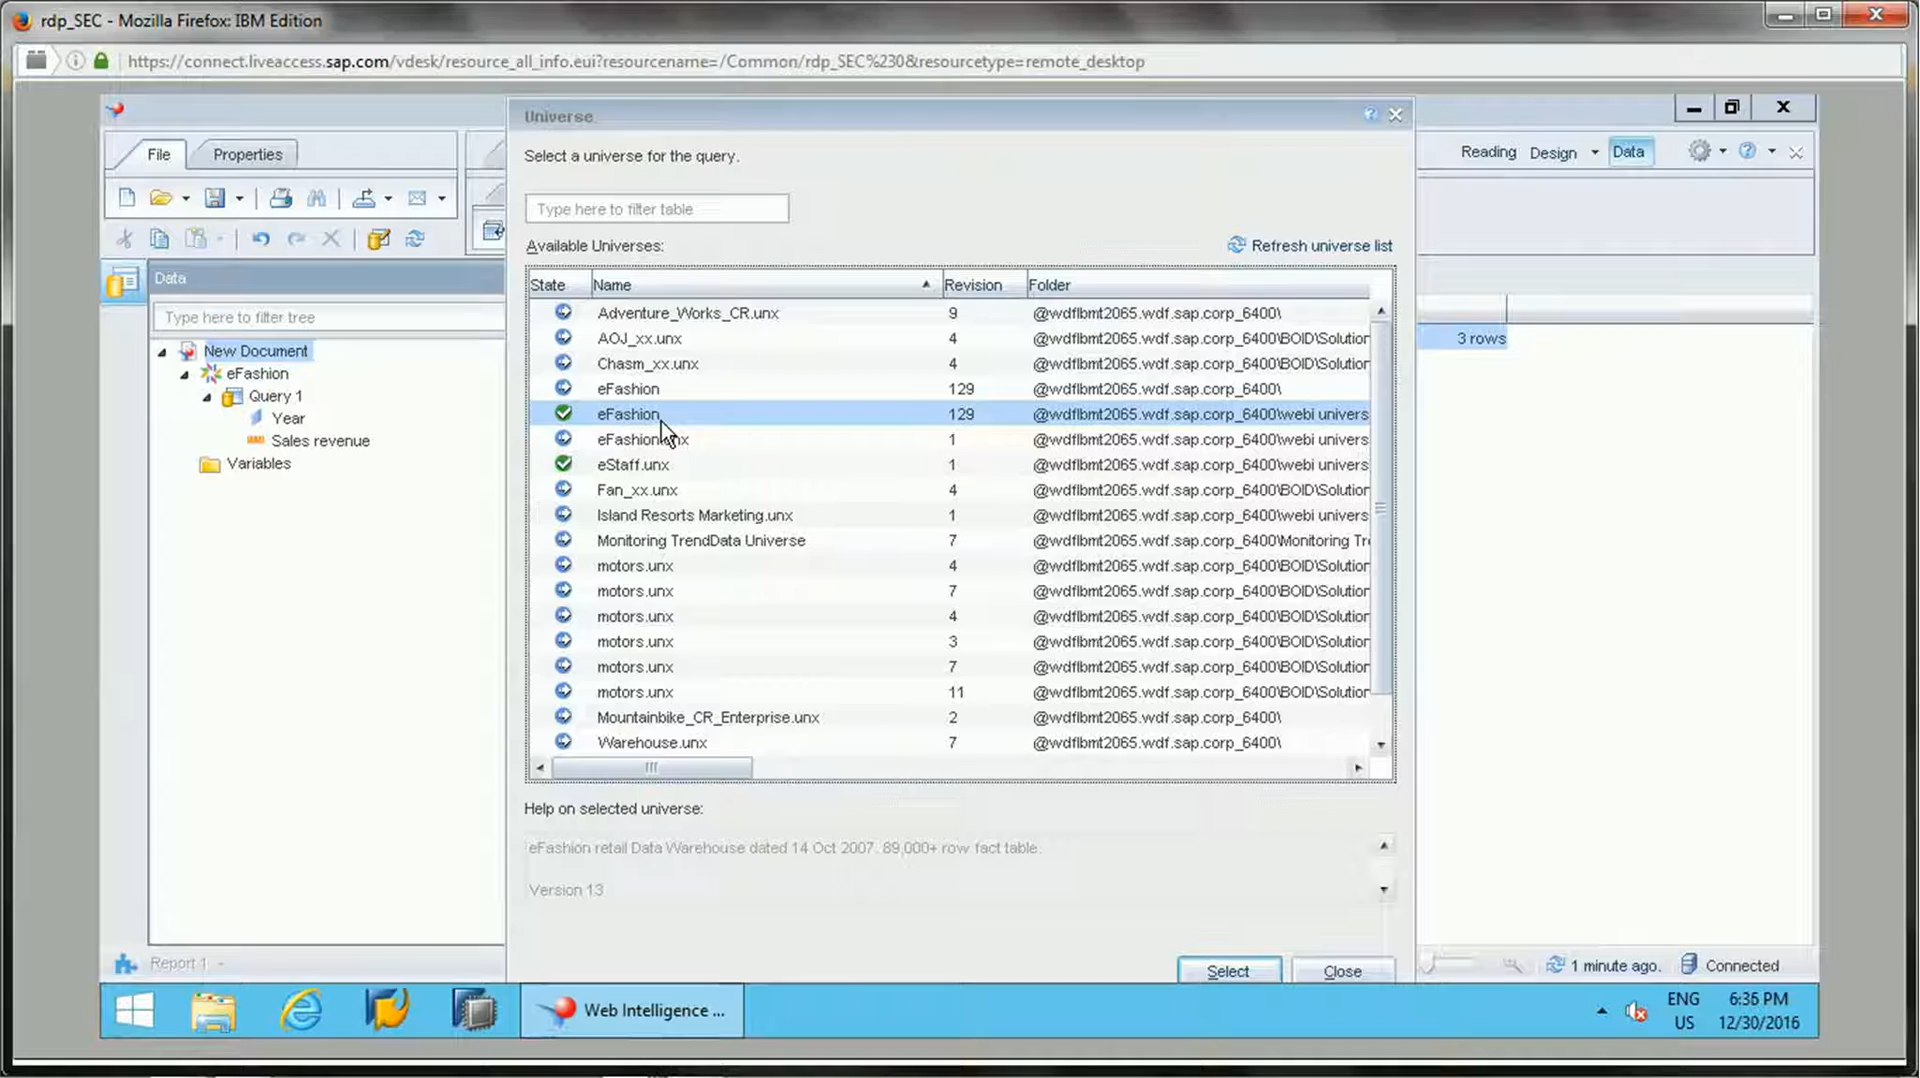 rdp_SEC - Mozilla Firefox: IBM Edition
https://connect.liveaccess.sap.com/vdesk/resource_all_info.eui?resourcename=/Common/rdp_SEC%230&resourcetype=remote_desktop
File Properties
Reading Design Data
Universe
Select a universe for the query.
Type here to filter table
Available Universes:
Refresh universe list
Data
Type here to filter tree
New Document
eFashion
Query 1
Year
Sales revenue
Variables
State Name Revision Folder
Adventure_Works_CR.unx 9 @wdflbmt2065.wdf.sap.corp_6400\
AOJ_xx.unx 4 @wdflbmt2065.wdf.sap.corp_6400\BOID\Solution
Chasm_xx.unx 4 @wdflbmt2065.wdf.sap.corp_6400\BOID\Solution
eFashion 129 @wdflbmt2065.wdf.sap.corp_6400\
eFashion 129 @wdflbmt2065.wdf.sap.corp_6400\webi univers
eFashion nx 1 @wdflbmt2065.wdf.sap.corp_6400\webi univers
eStaff.unx 1 @wdflbmt2065.wdf.sap.corp_6400\webi univers
Fan_xx.unx 4 @wdflbmt2065.wdf.sap.corp_6400\BOID\Solution
Island Resorts Marketing.unx 1 @wdflbmt2065.wdf.sap.corp_6400\webi univers
Monitoring TrendData Universe 7 @wdflbmt2065.wdf.sap.corp_6400\Monitoring Tr
motors.unx 4 @wdflbmt2065.wdf.sap.corp_6400\BOID\Solution
motors.unx 7 @wdflbmt2065.wdf.sap.corp_6400\BOID\Solution
motors.unx 4 @wdflbmt2065.wdf.sap.corp_6400\BOID\Solution
motors.unx 3 @wdflbmt2065.wdf.sap.corp_6400\BOID\Solution
motors.unx 7 @wdflbmt2065.wdf.sap.corp_6400\BOID\Solution
motors.unx 11 @wdflbmt2065.wdf.sap.corp_6400\BOID\Solution
Mountainbike_CR_Enterprise.unx 2 @wdflbmt2065.wdf.sap.corp_6400\
Warehouse.unx 7 @wdflbmt2065.wdf.sap.corp_6400\
3 rows
Help on selected universe:
eFashion retail Data Warehouse dated 14 Oct 2007. 89,000+ row fact table.
Version 13
Select Close
Report 1
1 minute ago. Connected
Web Intelligence ...
ENG 6:35 PM
US 12/30/2016